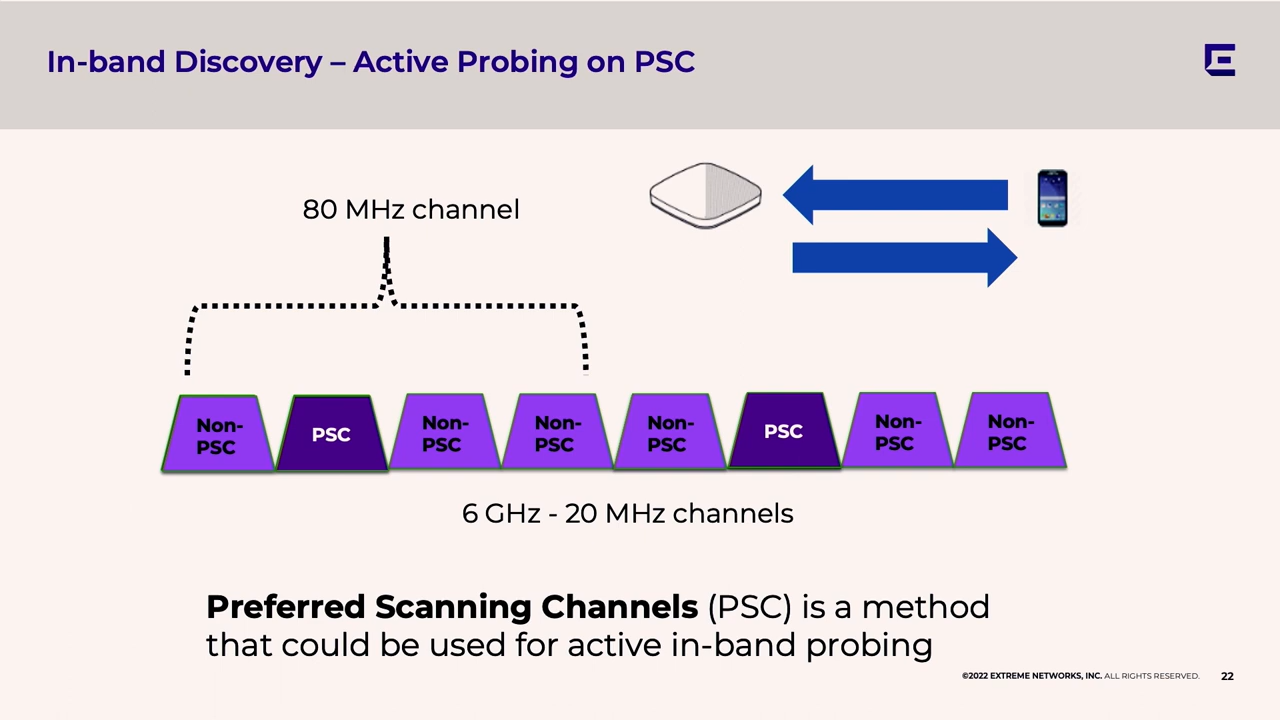 In-band Discovery – Active Probing on PSC
80 MHz channel
Non-
PSC
PSC
Non-
PSC
Non-
PSC
Non-
PSC
PSC
Non-
PSC
Non-
PSC
6 GHz - 20 MHz channels
Preferred Scanning Channels (PSC) is a method
that could be used for active in-band probing
©2022 EXTREME NETWORKS, INC. ALL RIGHTS RESERVED. 22